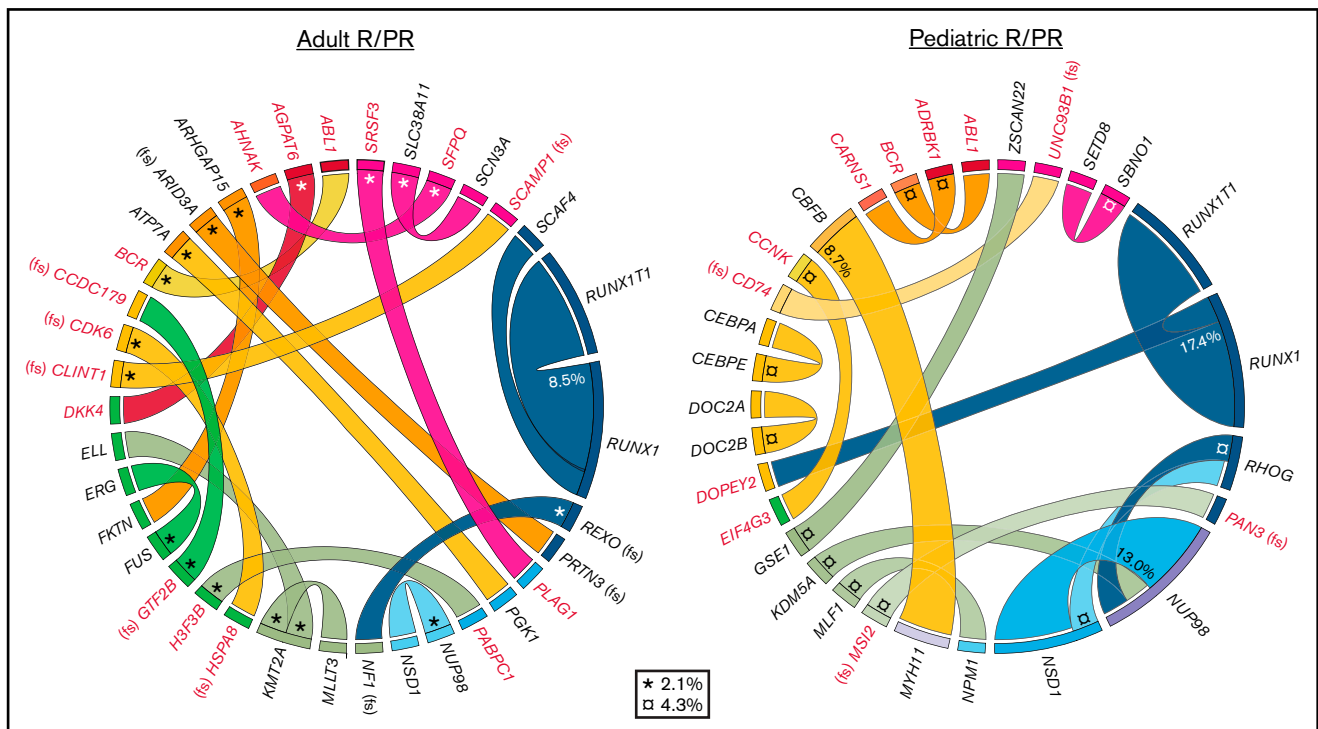 Adult R/PR
ARHGAP15
AHNAK
AGPAT6
ABL1
SRSF3
SLC38A11
SFPQ
SCN3A
SCAMP1 (fs)
SCAF4
RUNX1T1
RUNX1
8.5%
REXO (fs)
PRTN3 (fs)
PLAG1
PGK1
PABPC1
NUP98
NSD1
NF1 (fs)
MLLT3
KMT2A
(fs) HSPA8
H3F3B
(fs) GTF2B
FUS
FKTN
ERG
ELL
DKK4
(fs) CLINT1
(fs) CDK6
(fs) CCDC179
BCR
ATP7A
(fs) ARID3A
* 2.1%
¤ 4.3%
Pediatric R/PR
CBFB
8.7%
CARNS1
BCR
ADRBK1
ABL1
ZSCAN22
UNC93B1 (fs)
SETD8
SBNO1
RUNX1T1
RUNX1
17.4%
RHOG
PAN3 (fs)
NUP98
13.0%
NSD1
NPM1
MYH11
(fs) MSI2
MLF1
KDM5A
GSE1
EIF4G3
DOPEY2
DOC2B
DOC2A
CEBPE
CEBPA
(fs) CD74
CCNK